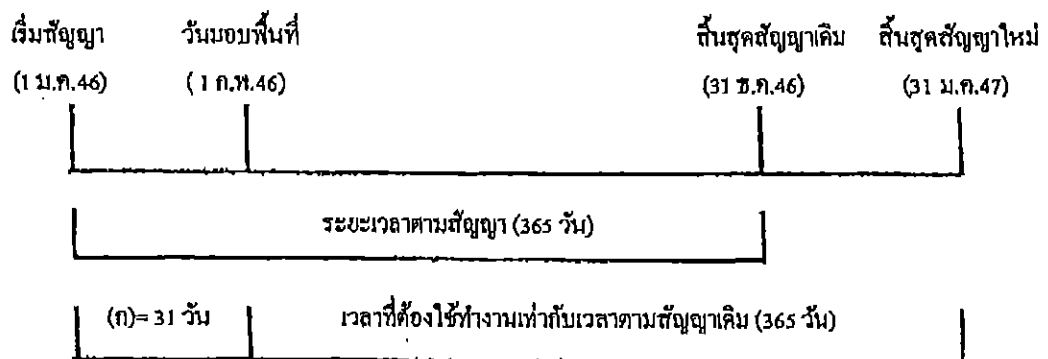 เริ่มสัญญา วันมอบพื้นที่ สิ้นสุดสัญญาเดิม สิ้นสุดสัญญาใหม่
(1 ม.ค.46) ( 1 ก.พ.46) (31 ธ.ค.46) (31 ม.ค.47)
ระยะเวลาตามสัญญา (365 วัน)
(ก)= 31 วัน เวลาที่ต้องใช้ทำงานเท่ากับเวลาตามสัญญาเดิม (365 วัน)